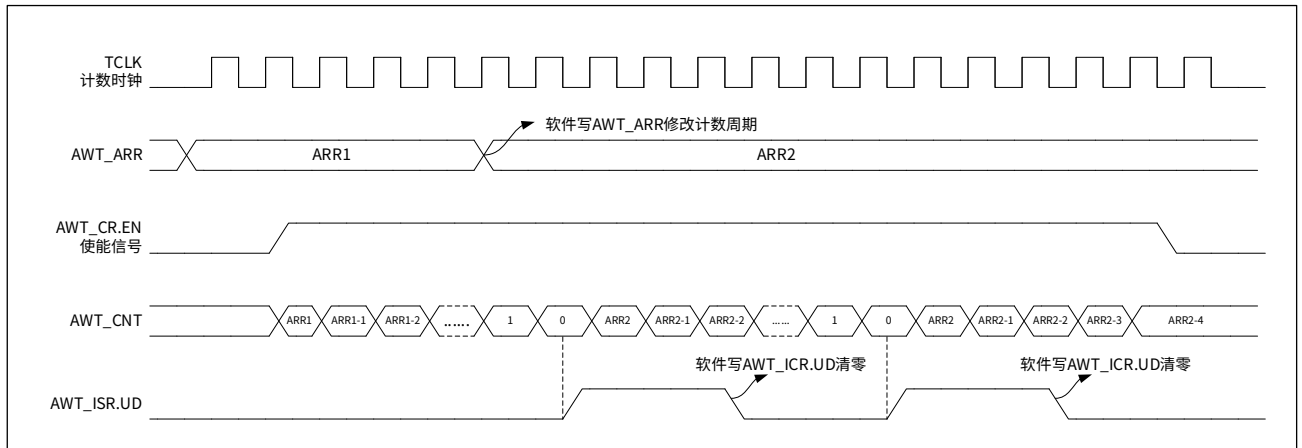 TCLK
计数时钟
软件写AWT_ARR修改计数周期
AWT_ARR ARR1 ARR2
AWT_CR.EN
使能信号
AWT_CNT ARR1 ARR1-1 ARR1-2 ...... 1 0 ARR2 ARR2-1 ARR2-2 ...... 1 0 ARR2 ARR2-1 ARR2-2 ARR2-3 ARR2-4
软件写AWT_ICR.UD清零 软件写AWT_ICR.UD清零
AWT_ISR.UD